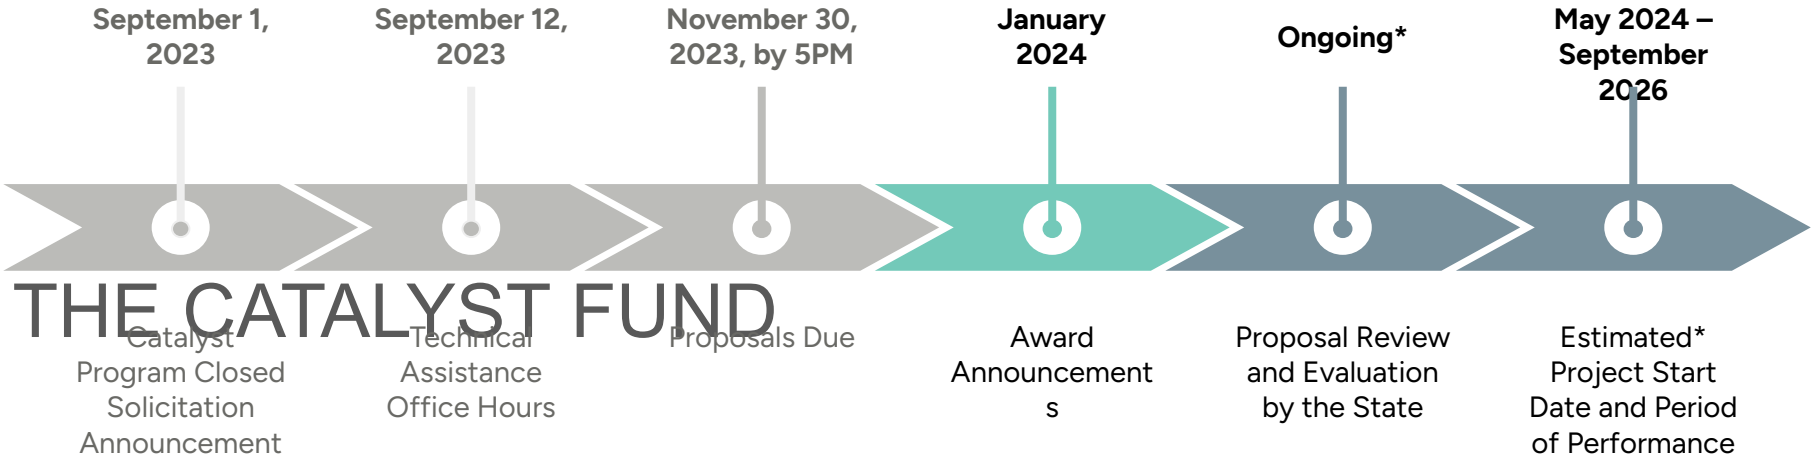 September 1,
2023
September 12,
2023
November 30,
2023, by 5PM
January
2024
Ongoing*
May 2024 –
September
2026
THE CATALYST FUND
Catalyst
Program Closed
Solicitation
Announcement
Technical
Assistance
Office Hours
Proposals Due
Award
Announcement
s
Proposal Review
and Evaluation
by the State
Estimated*
Project Start
Date and Period
of Performance